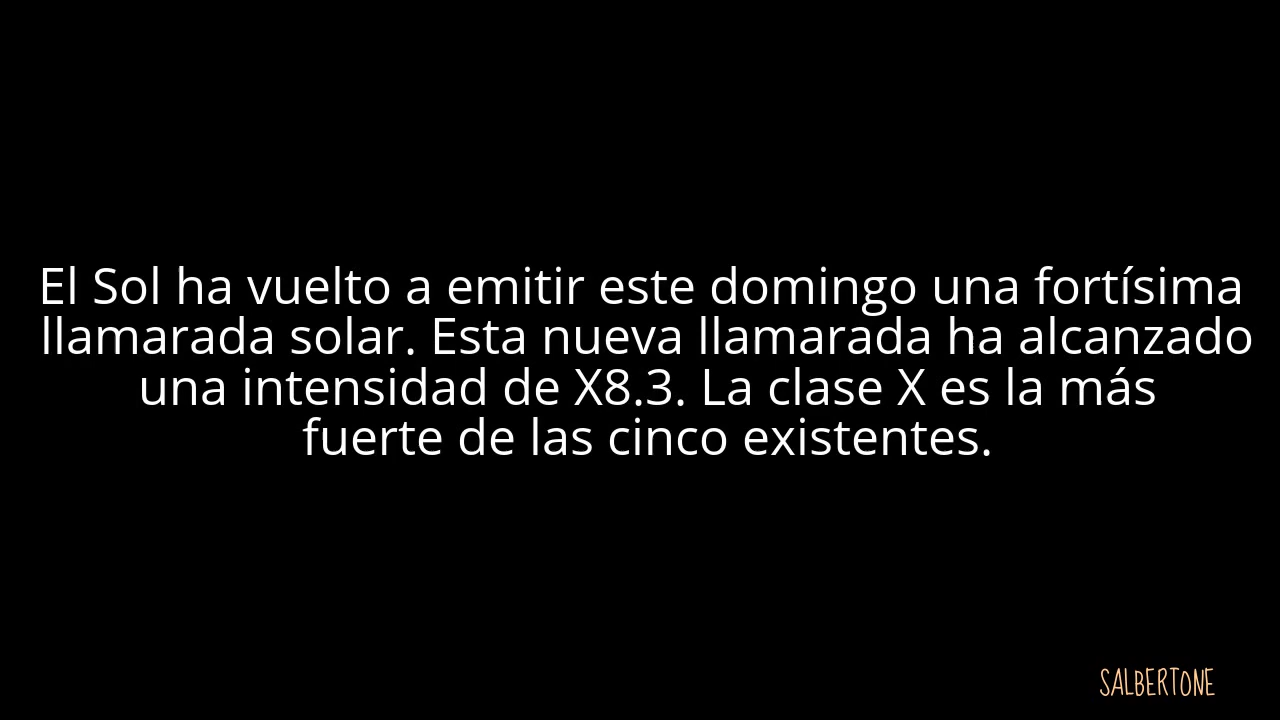 El Sol ha vuelto a emitir este domingo una fortísima
llamarada solar. Esta nueva llamarada ha alcanzado
una intensidad de X8.3. La clase X es la más
fuerte de las cinco existentes.
SALBERTONE